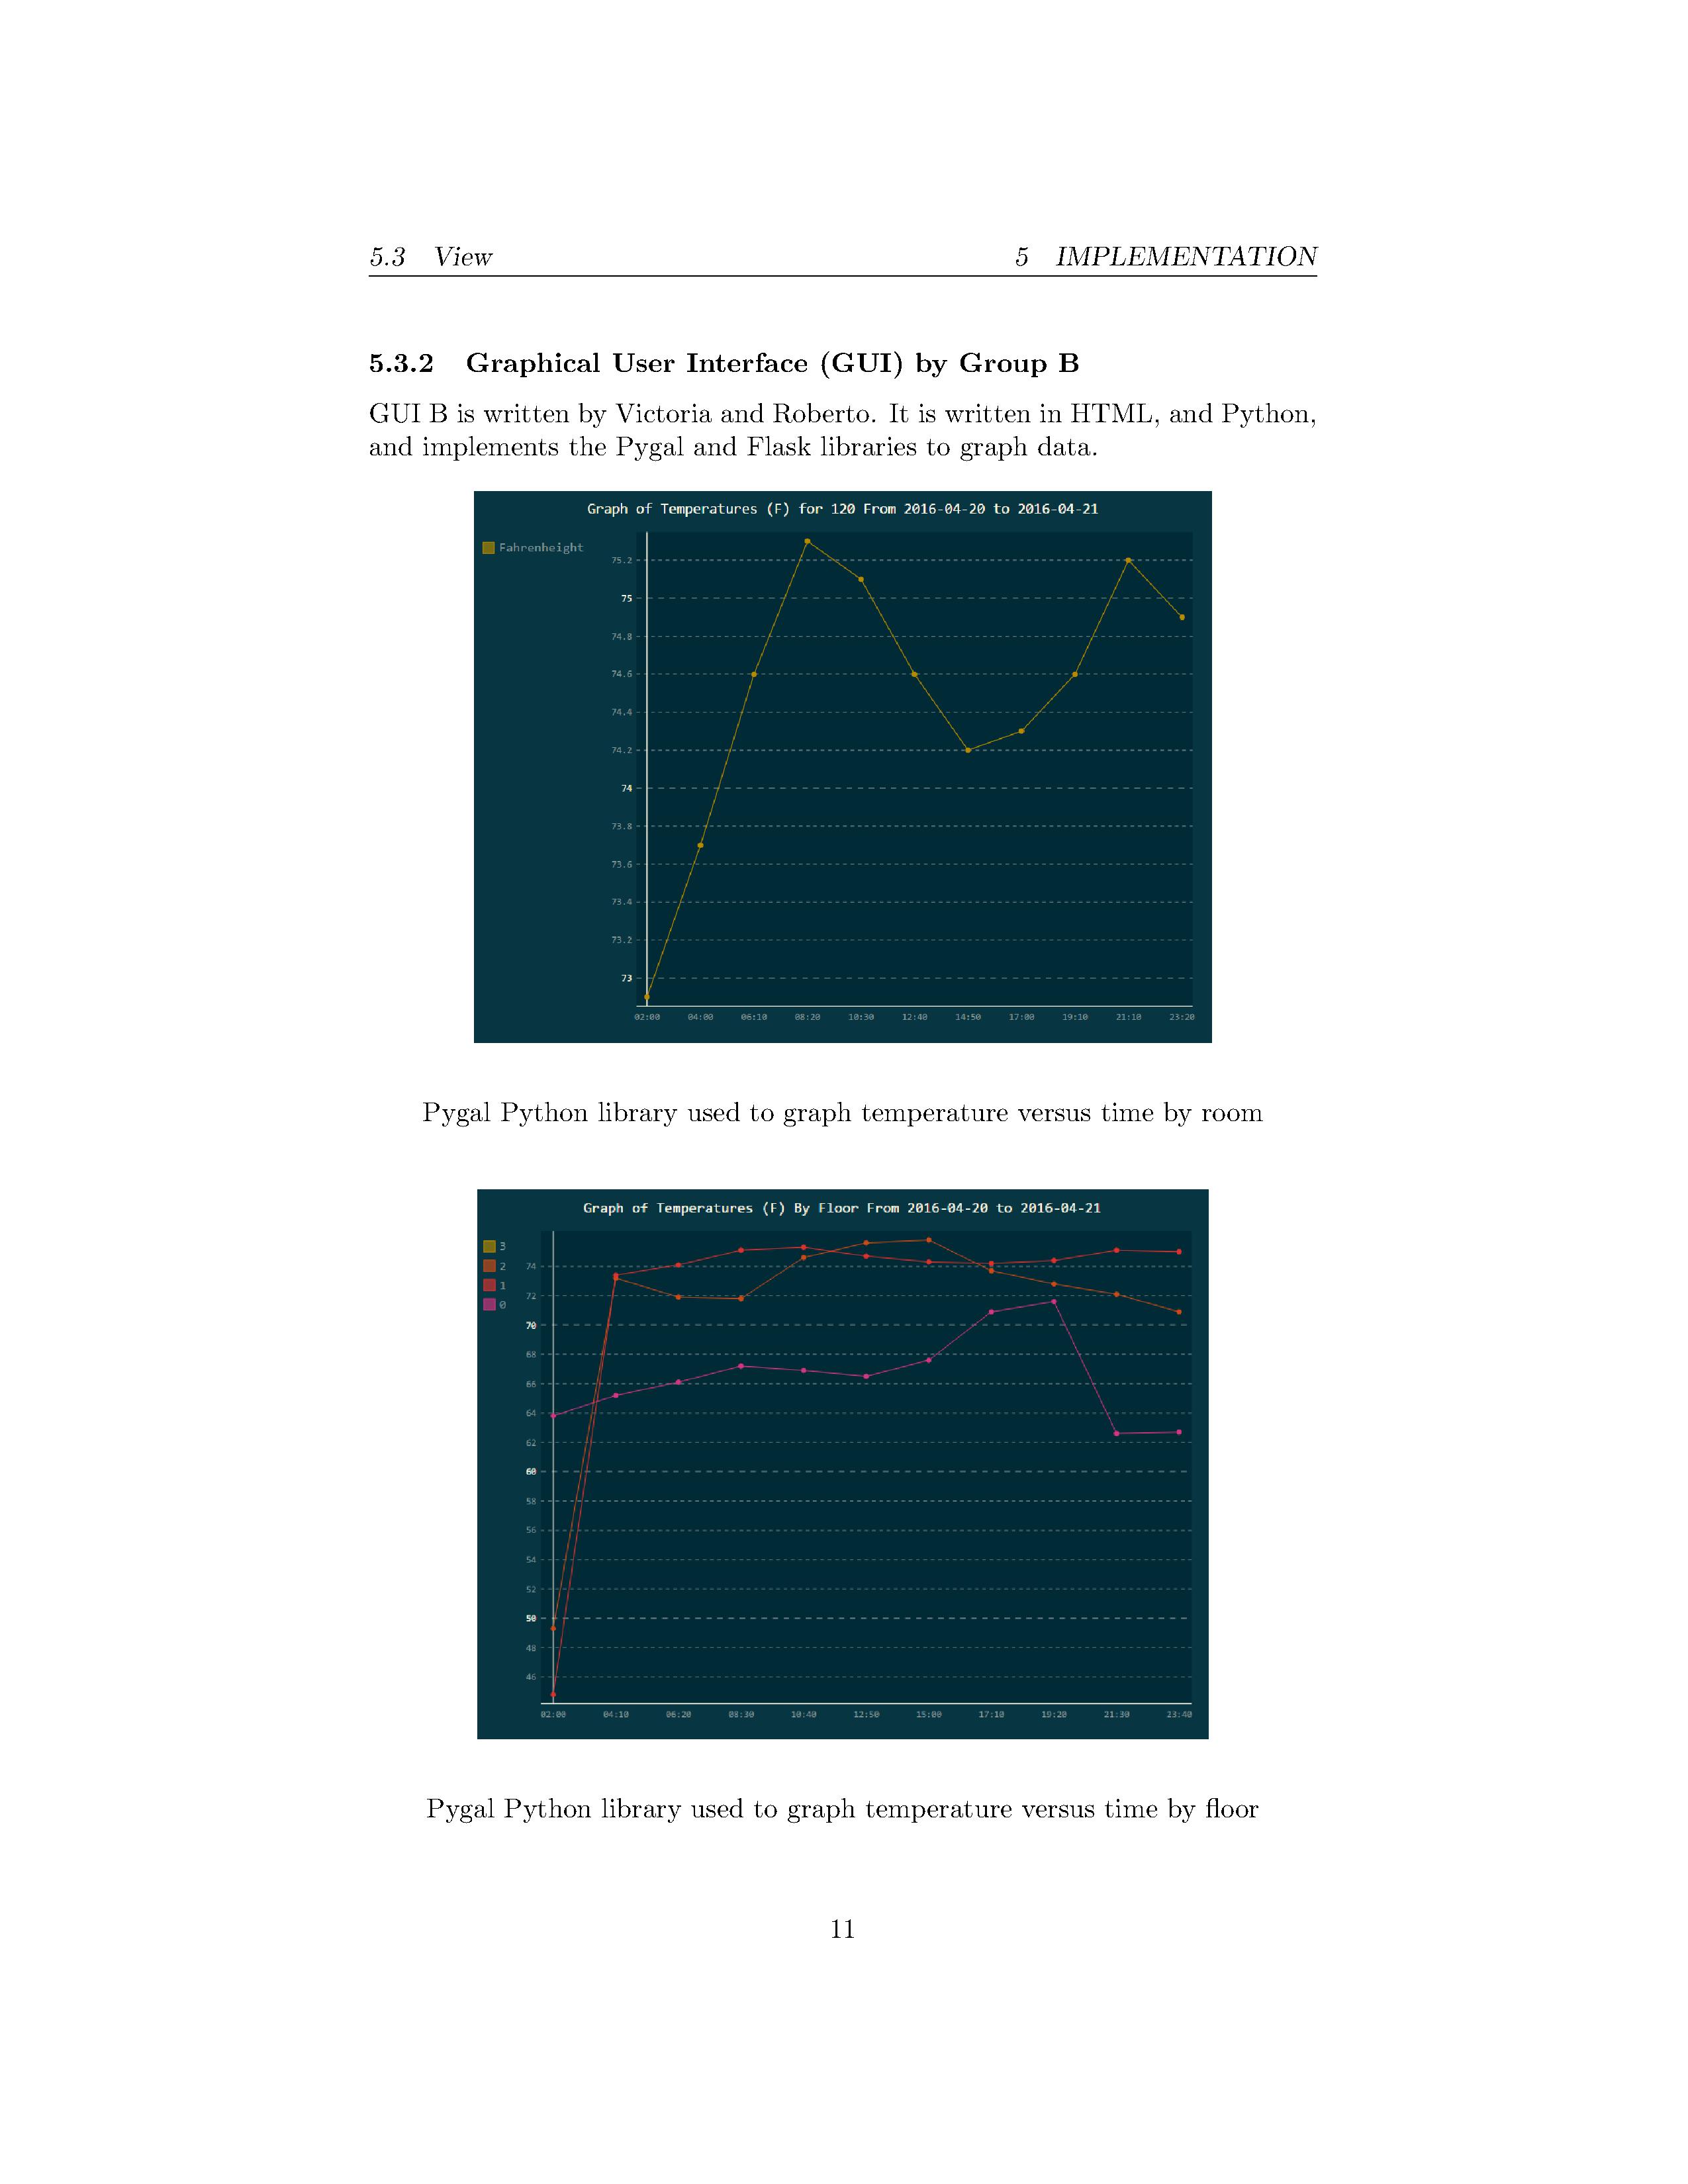 5.3 View 5 IMPLEMENTATION
5.3.2 Graphical User Interface (GUI) by Group B
GUI B is written by Victoria and Roberto. It is written in HTML, and Python,
and implements the Pygal and Flask libraries to graph data.
Graph of Temperatures (F) for 120 From 2016-04-20 to 2016-04-21
Fahrenheight
75.2
75
74.8
74.6
74.4
74.2
74
73.8
73.6
73.4
73.2
73
02:00 04:00 06:10 08:20 10:30 12:40 14:50 17:00 19:10 21:10 23:20
Pygal Python library used to graph temperature versus time by room
Graph of Temperatures (F) By Floor From 2016-04-20 to 2016-04-21
3
2
1
0
74
72
70
68
66
64
62
60
58
56
54
52
50
48
46
02:00 04:10 06:20 08:30 10:40 12:50 15:00 17:10 19:20 21:30 23:40
Pygal Python library used to graph temperature versus time by floor
11